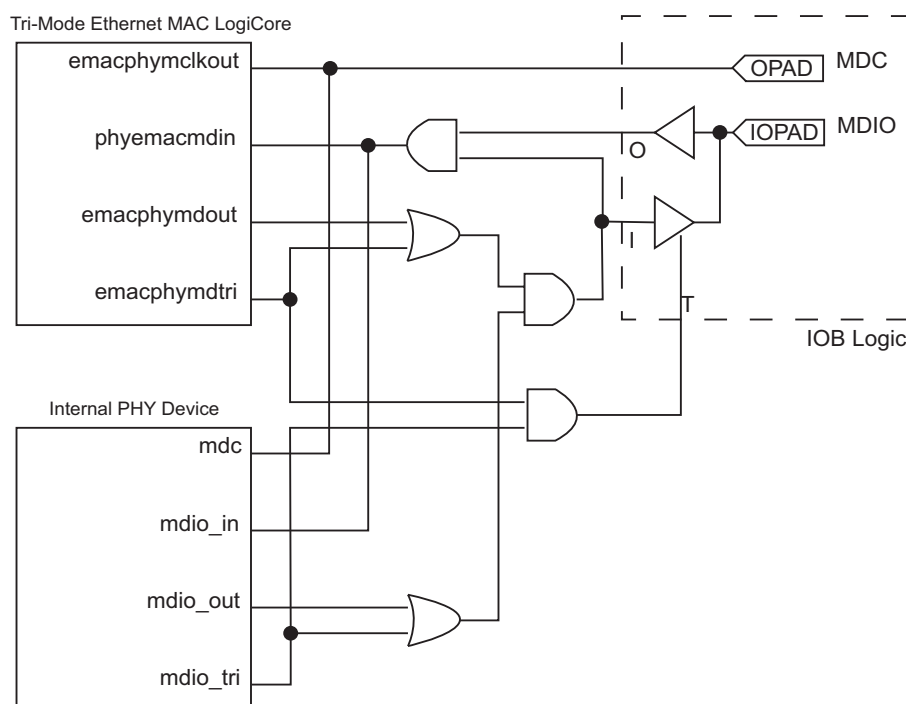 Tri-Mode Ethernet MAC LogiCore
emacphymclkout
OPAD
MDC
phyemacmdin
O
IOPAD
MDIO
emacphymdout
I
emacphymdtri
T
IOB Logic
Internal PHY Device
mdc
mdio_in
mdio_out
mdio_tri